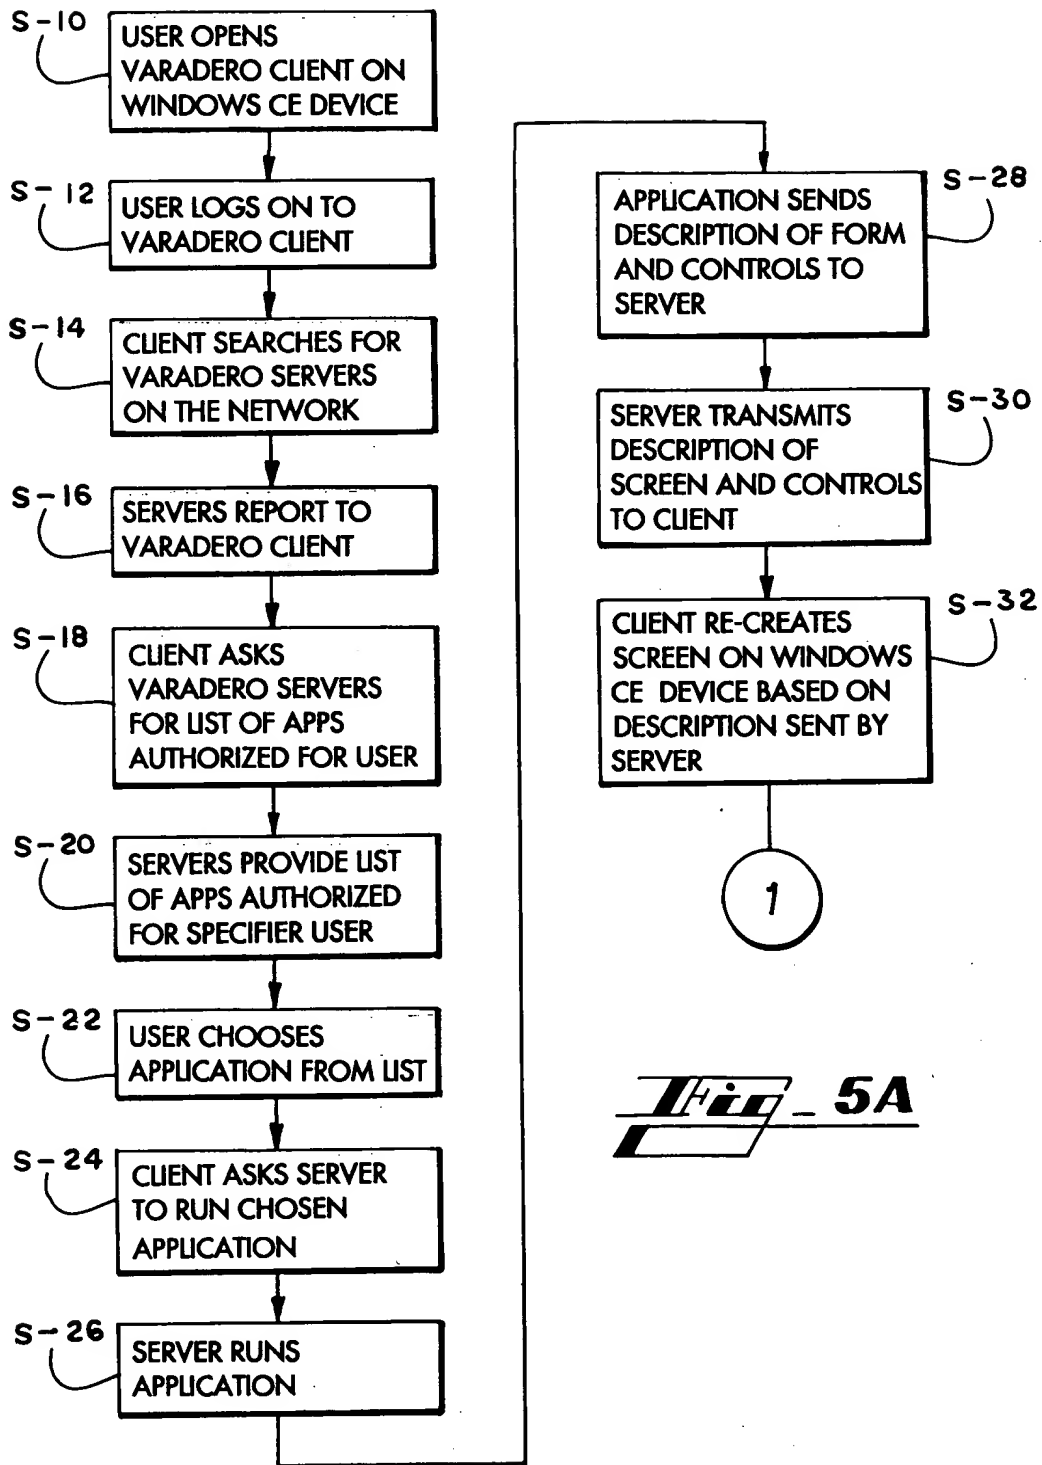 S-10
USER OPENS
VARADERO CLIENT ON
WINDOWS CE DEVICE
S-12
USER LOGS ON TO
VARADERO CLIENT
S-14
CLIENT SEARCHES FOR
VARADERO SERVERS
ON THE NETWORK
S-16
SERVERS REPORT TO
VARADERO CLIENT
S-18
CLIENT ASKS
VARADERO SERVERS
FOR LIST OF APPS
AUTHORIZED FOR USER
S-20
SERVERS PROVIDE LIST
OF APPS AUTHORIZED
FOR SPECIFIER USER
S-22
USER CHOOSES
APPLICATION FROM LIST
S-24
CLIENT ASKS SERVER
TO RUN CHOSEN
APPLICATION
S-26
SERVER RUNS
APPLICATION
S-28
APPLICATION SENDS
DESCRIPTION OF FORM
AND CONTROLS TO
SERVER
S-30
SERVER TRANSMITS
DESCRIPTION OF
SCREEN AND CONTROLS
TO CLIENT
S-32
CLIENT RE-CREATES
SCREEN ON WINDOWS
CE DEVICE BASED ON
DESCRIPTION SENT BY
SERVER
1
Fig_ 5A